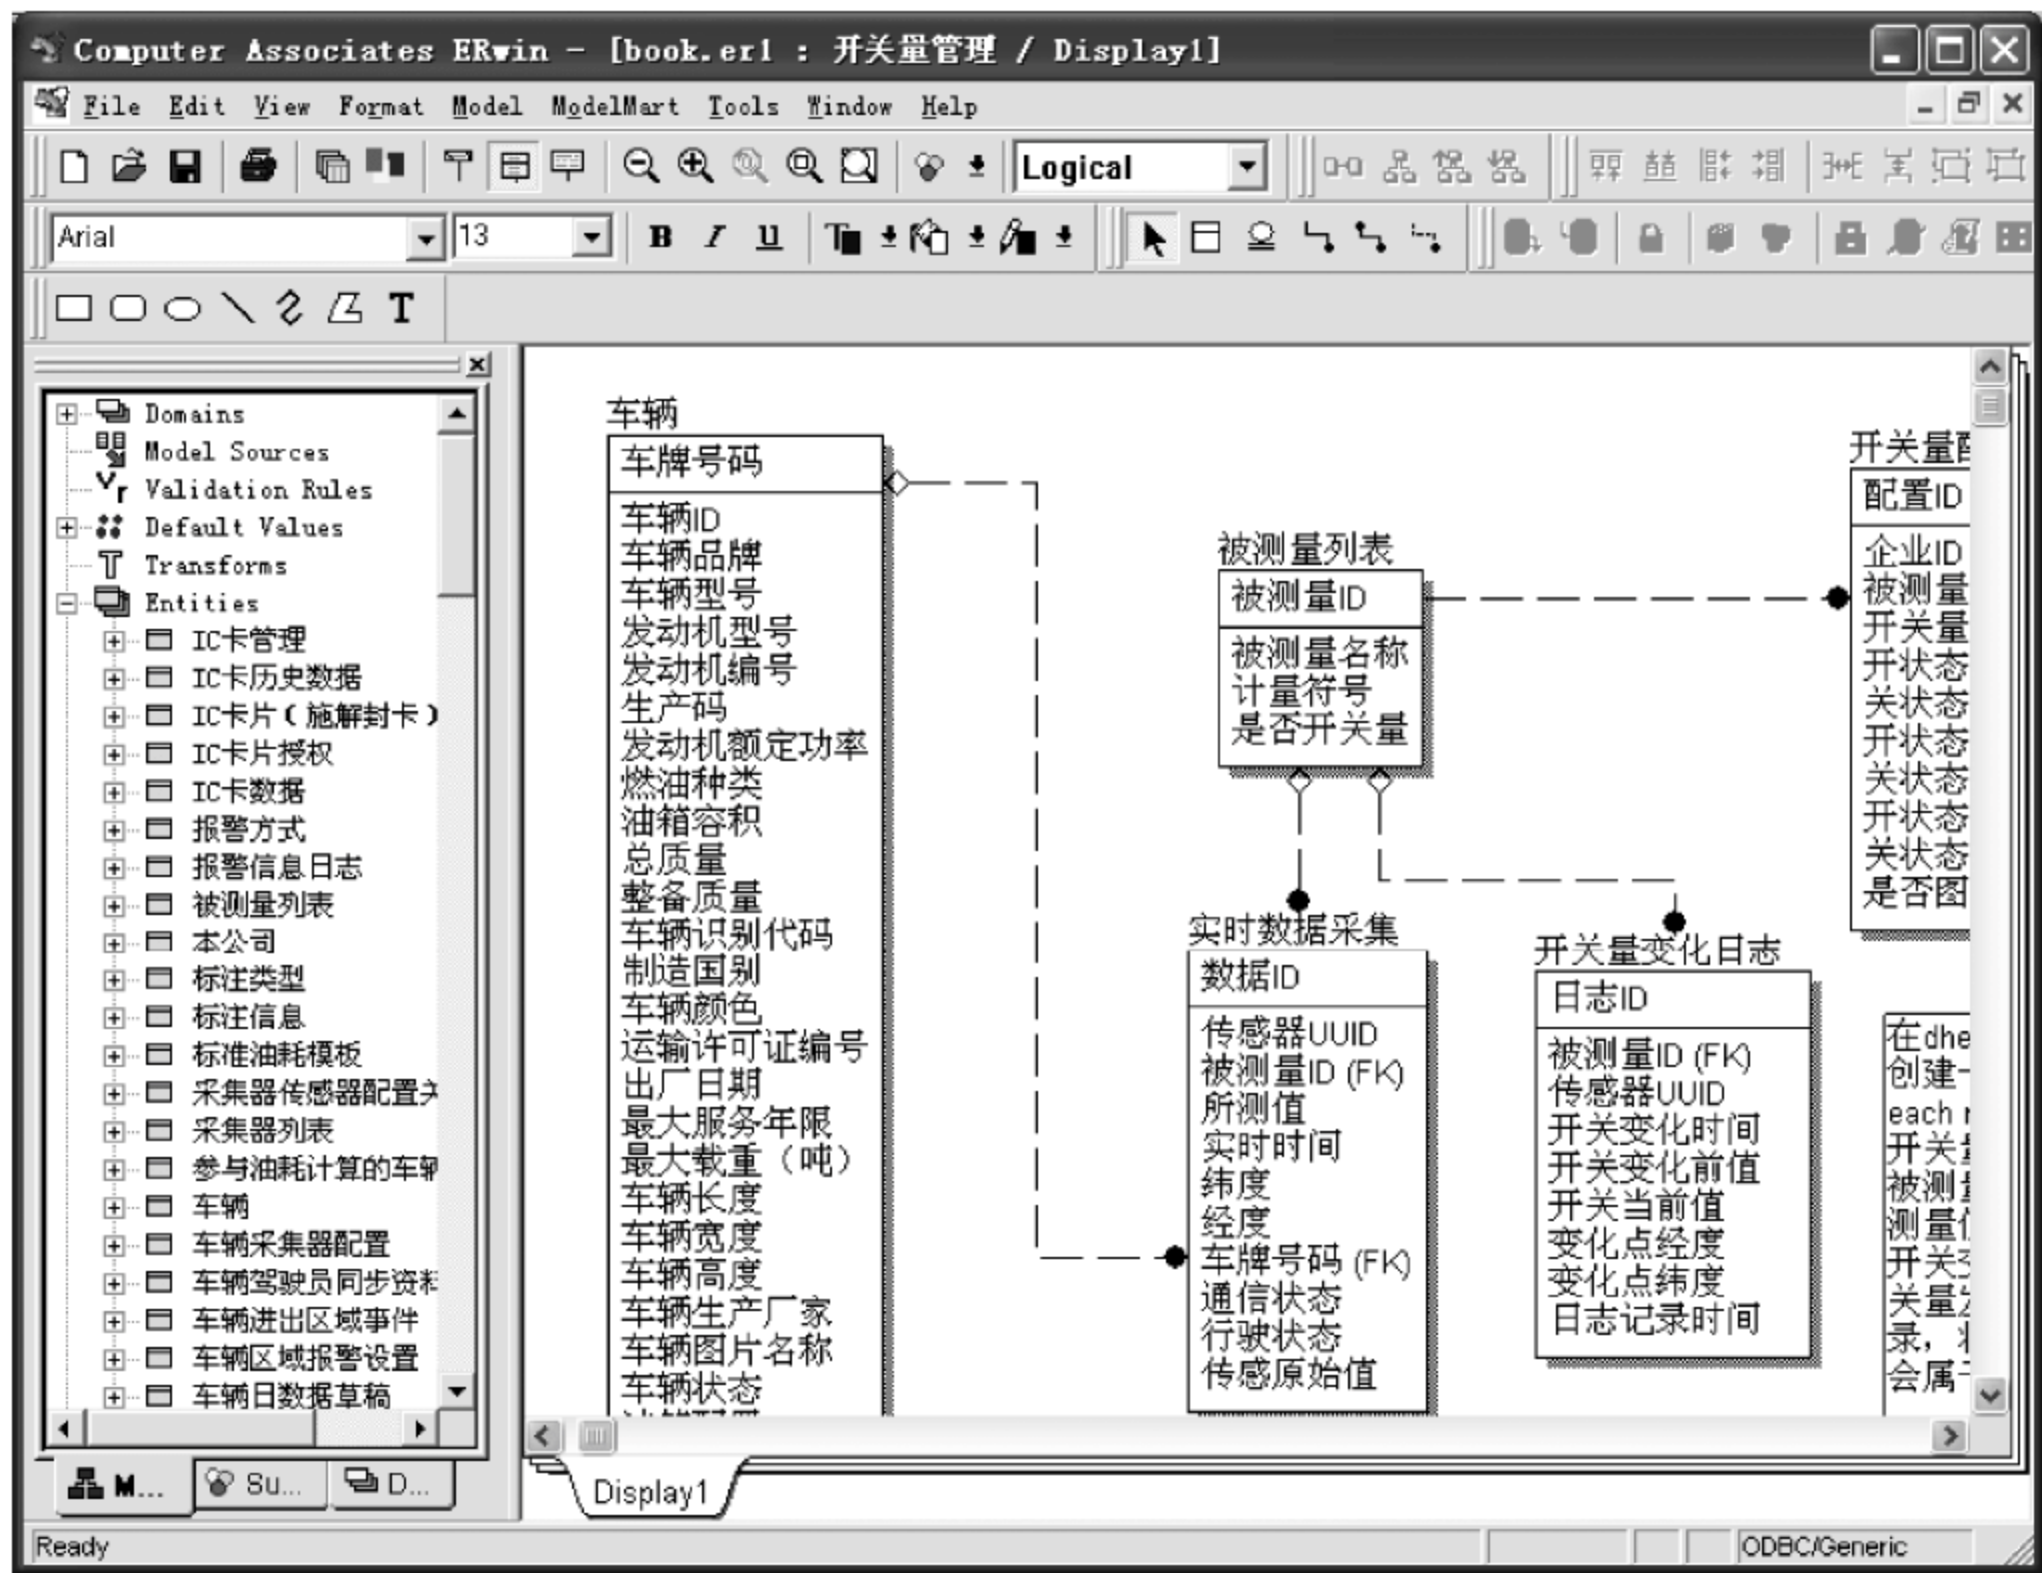 Computer Associates ERwin - [book.er1 : 开关量管理 / Display1]
File Edit View Format Model ModelMart Tools Window Help
Logical
Arial 13 B I U
T
Domains
Model Sources
Validation Rules
Default Values
Transforms
Entities
IC卡管理
IC卡历史数据
IC卡片(施解封卡)
IC卡片授权
IC卡数据
报警方式
报警信息日志
被测量列表
本公司
标注类型
标注信息
标准油耗模板
采集器传感器配置关
采集器列表
参与油耗计算的车辆
车辆
车辆采集器配置
车辆驾驶员同步资料
车辆进出区域事件
车辆区域报警设置
车辆日数据草稿
M...
Su...
D...
车辆
车牌号码
车辆ID
车辆品牌
车辆型号
发动机型号
发动机编号
生产码
发动机额定功率
燃油种类
油箱容积
总质量
整备质量
车辆识别代码
制造国别
车辆颜色
运输许可证编号
出厂日期
最大服务年限
最大载重（吨）
车辆长度
车辆宽度
车辆高度
车辆生产厂家
车辆图片名称
车辆状态
被测量列表
被测量ID
被测量名称
计量符号
是否开关量
实时数据采集
数据ID
传感器UUID
被测量ID (FK)
所测值
实时时间
纬度
经度
车牌号码 (FK)
通信状态
行驶状态
传感原始值
开关量变化日志
日志ID
被测量ID (FK)
传感器UUID
开关变化时间
开关变化前值
开关当前值
变化点经度
变化点纬度
日志记录时间
开关量配
配置ID
企业ID
被测量
开关量
开状态
关状态
开状态
关状态
开状态
关状态
是否图
在dhe
创建
each
开关
被测
测量
开关
关量
录，
会属
Display1
Ready
ODBC/Generic